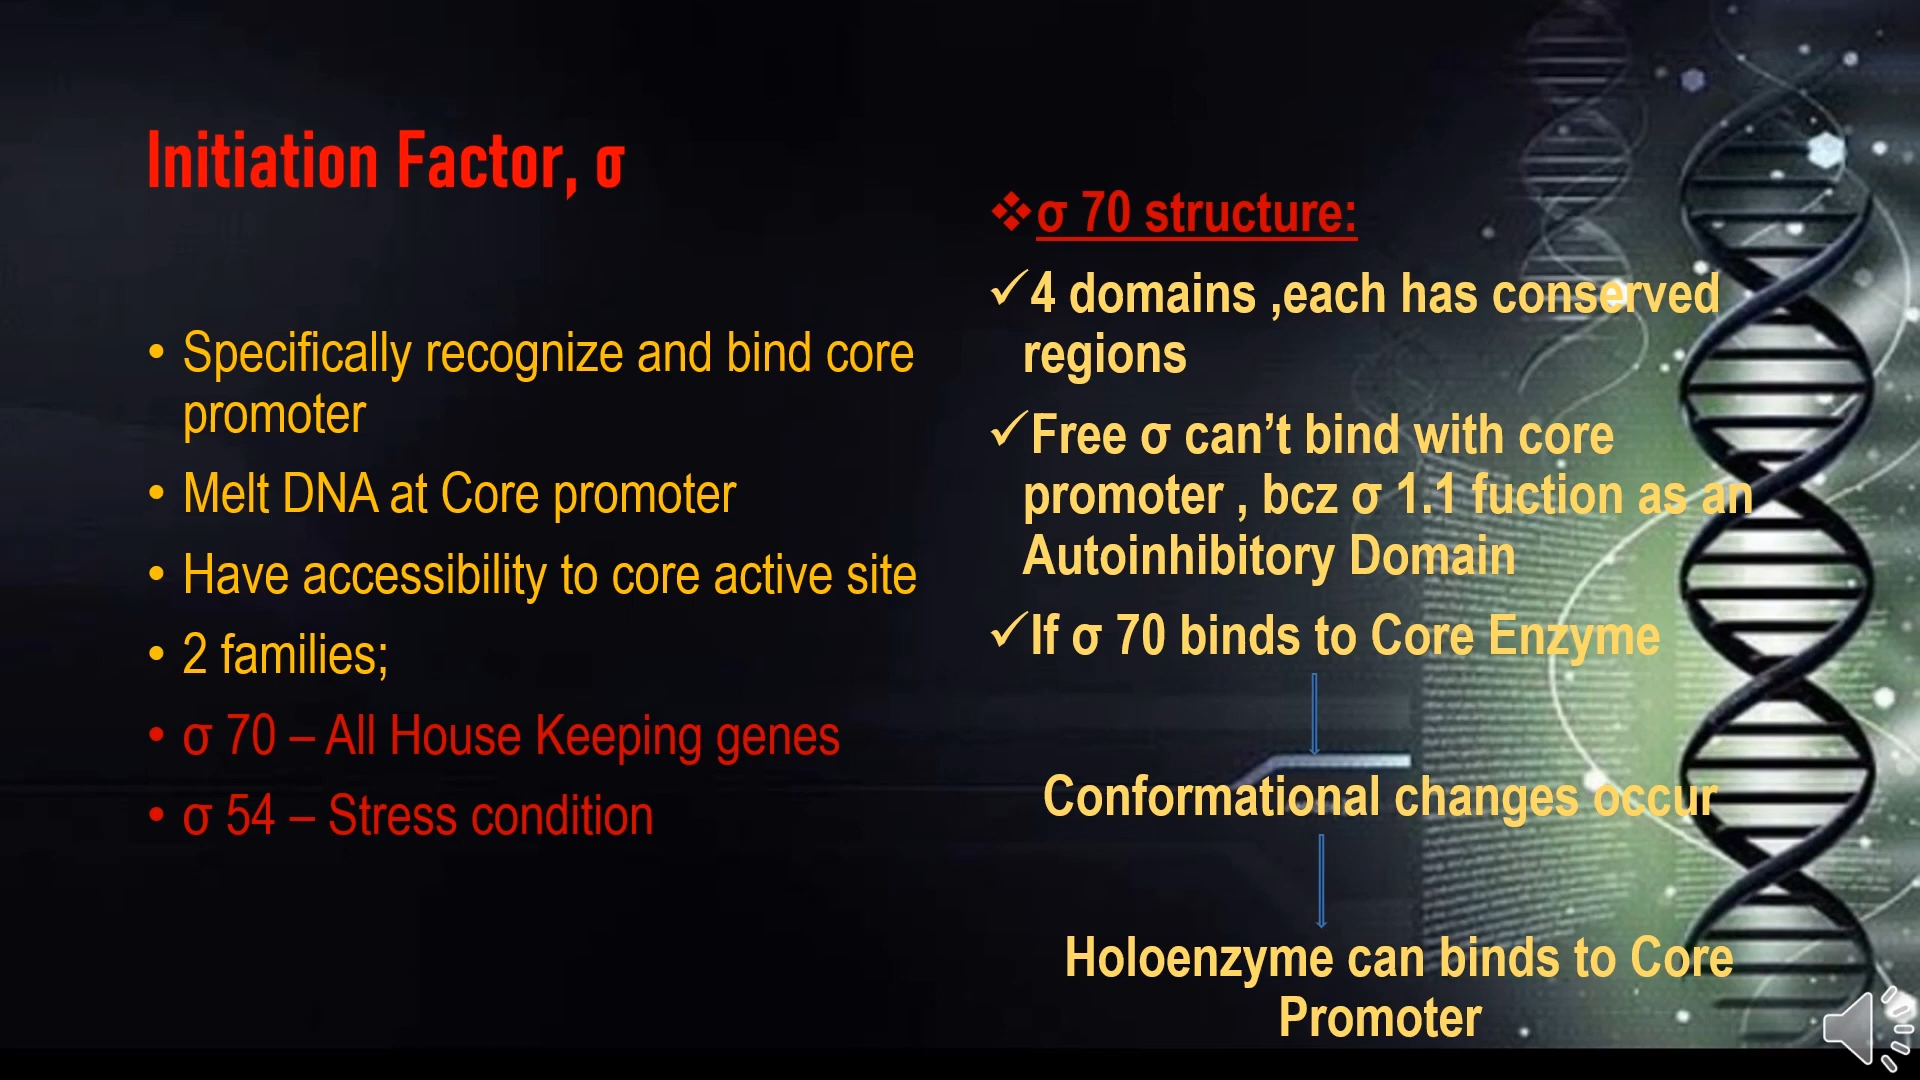 Initiation Factor, σ
• Specifically recognize and bind core
promoter
• Melt DNA at Core promoter
• Have accessibility to core active site
• 2 families;
• σ 70 – All House Keeping genes
• σ 54 – Stress condition
❖σ 70 structure:
✓4 domains ,each has conserved
regions
✓Free σ can’t bind with core
promoter , bcz σ 1.1 fuction as an
Autoinhibitory Domain
✓If σ 70 binds to Core Enzyme
Conformational changes occur
Holoenzyme can binds to Core
Promoter